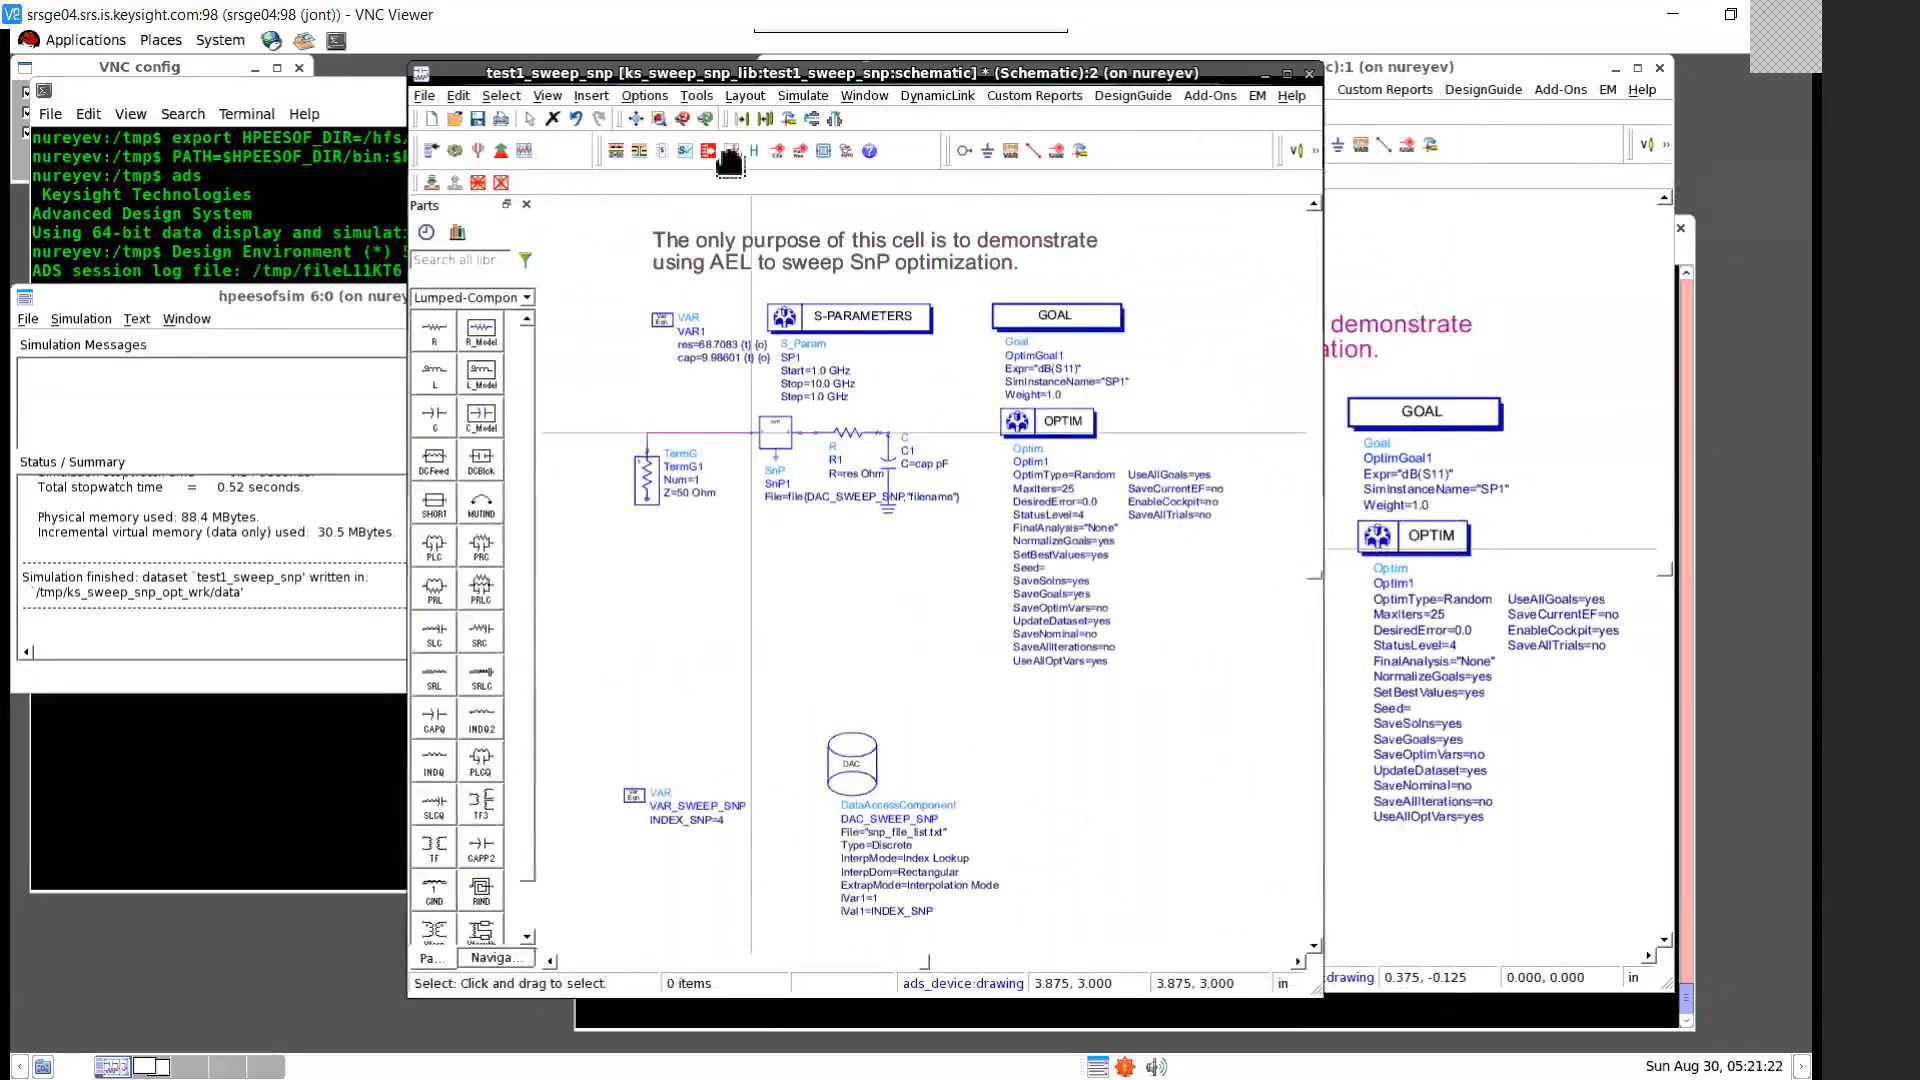 srsge04.srs.is.keysight.com:98 (srsge04:98 (jont)) - VNC Viewer
Applications Places System
VNC config
File Edit View Search Terminal Help
nureyev:/tmp$ export HPEESOF_DIR=/hfs/
nureyev:/tmp$ PATH=$HPEESOF_DIR/bin:$
nureyev:/tmp$ ads
Keysight Technologies
Advanced Design System
Using 64-bit data display and simulati
nureyev:/tmp$ Design Environment (*)
ADS session log file: /tmp/fileL11KT6
hpeesofsim 6:0 (on nurey
File Simulation Text Window
Simulation Messages
Status / Summary
Total stopwatch time = 0.52 seconds.
Physical memory used: 88.4 MBytes.
Incremental virtual memory (data only) used: 30.5 MBytes.
Simulation finished: dataset `test1_sweep_snp' written in:
`/tmp/ks_sweep_snp_opt_wrk/data'
test1_sweep_snp [ks_sweep_snp_lib:test1_sweep_snp:schematic] * (Schematic):2 (on nureyev)
File Edit Select View Insert Options Tools Layout Simulate Window DynamicLink Custom Reports DesignGuide Add-Ons EM Help
Parts
Search all libr
Lumped-Compon
R R_Model
L L_Model
C C_Model
DCFeed DCBlok
SHORT MUTIND
PLC PRC
PRL PRLC
SLC SRC
SRL SRLC
CAPQ INDQ2
INDQ PLCQ
SLCQ TF3
TF CAPP2
CIND RIND
Pa... Naviga...
The only purpose of this cell is to demonstrate
using AEL to sweep SnP optimization.
VAR
VAR1
res=68.7083 {t} {o}
cap=9.98601 {t} {o}
S-PARAMETERS
S_Param
SP1
Start=1.0 GHz
Stop=10.0 GHz
Step=1.0 GHz
GOAL
Goal
OptimGoal1
Expr="dB(S11)"
SimInstanceName="SP1"
Weight=1.0
OPTIM
Optim
Optim1
OptimType=Random
MaxIters=25
DesiredError=0.0
StatusLevel=4
FinalAnalysis="None"
NormalizeGoals=yes
SetBestValues=yes
Seed=
SaveSolns=yes
SaveGoals=yes
SaveOptimVars=no
UpdateDataset=yes
SaveNominal=no
SaveAllIterations=no
UseAllOptVars=yes
UseAllGoals=yes
SaveCurrentEF=no
EnableCockpit=yes
SaveAllTrials=no
TermG
TermG1
Num=1
Z=50 Ohm
SnP
SnP1
File=file{DAC_SWEEP_SNP,"filename"}
R
R1
R=res Ohm
C
C1
C=cap pF
VAR
VAR_SWEEP_SNP
INDEX_SNP=4
DAC
DataAccessComponent
DAC_SWEEP_SNP
File="snp_file_list.txt"
Type=Discrete
InterpMode=Index Lookup
InterpDom=Rectangular
ExtrapMode=Interpolation Mode
iVar1=1
iVal1=INDEX_SNP
Select: Click and drag to select. 0 items ads_device:drawing 3.875, 3.000 3.875, 3.000 in
c):1 (on nureyev)
Custom Reports DesignGuide Add-Ons EM Help
demonstrate
ation.
GOAL
Goal
OptimGoal1
Expr="dB(S11)"
SimInstanceName="SP1"
Weight=1.0
OPTIM
Optim
Optim1
OptimType=Random
MaxIters=25
DesiredError=0.0
StatusLevel=4
FinalAnalysis="None"
NormalizeGoals=yes
SetBestValues=yes
Seed=
SaveSolns=yes
SaveGoals=yes
SaveOptimVars=no
UpdateDataset=yes
SaveNominal=no
SaveAllIterations=no
UseAllOptVars=yes
UseAllGoals=yes
SaveCurrentEF=no
EnableCockpit=yes
SaveAllTrials=no
:drawing 0.375, -0.125 0.000, 0.000 in
Sun Aug 30, 05:21:22